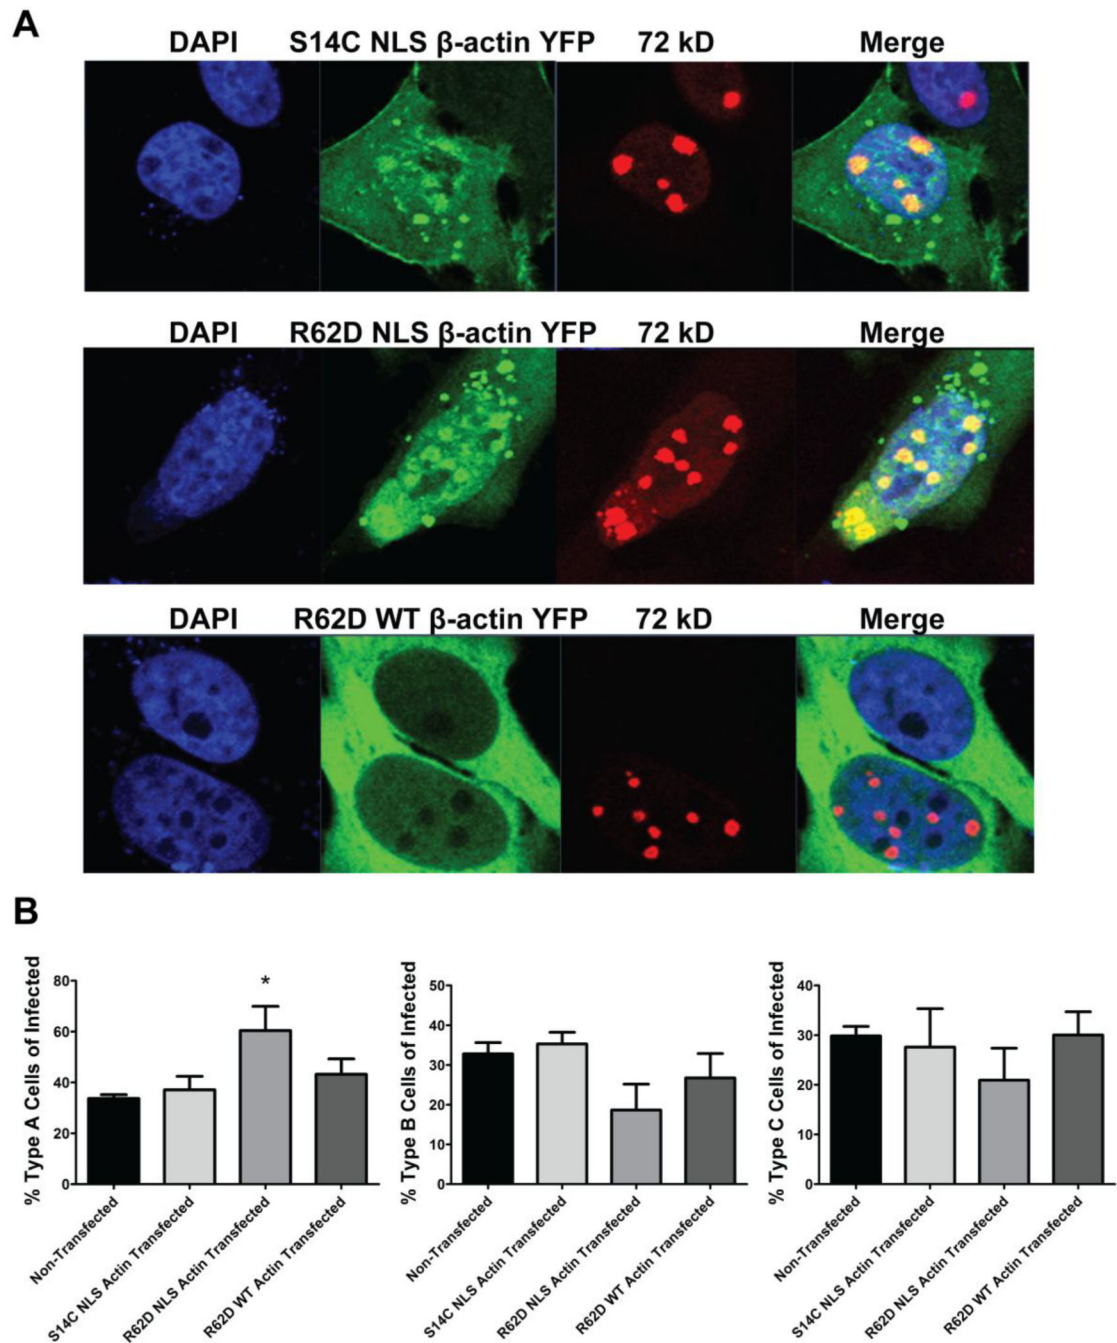 A
DAPI S14C NLS β-actin YFP 72 kD Merge
DAPI R62D NLS β-actin YFP 72 kD Merge
DAPI R62D WT β-actin YFP 72 kD Merge
B
% Type A Cells of Infected
80
60
40
20
0
*
Non-Transfected
S14C NLS Actin Transfected
R62D NLS Actin Transfected
R62D WT Actin Transfected
% Type B Cells of Infected
50
40
30
20
10
0
Non-Transfected
S14C NLS Actin Transfected
R62D NLS Actin Transfected
R62D WT Actin Transfected
% Type C Cells of Infected
40
30
20
10
0
Non-Transfected
S14C NLS Actin Transfected
R62D NLS Actin Transfected
R62D WT Actin Transfected